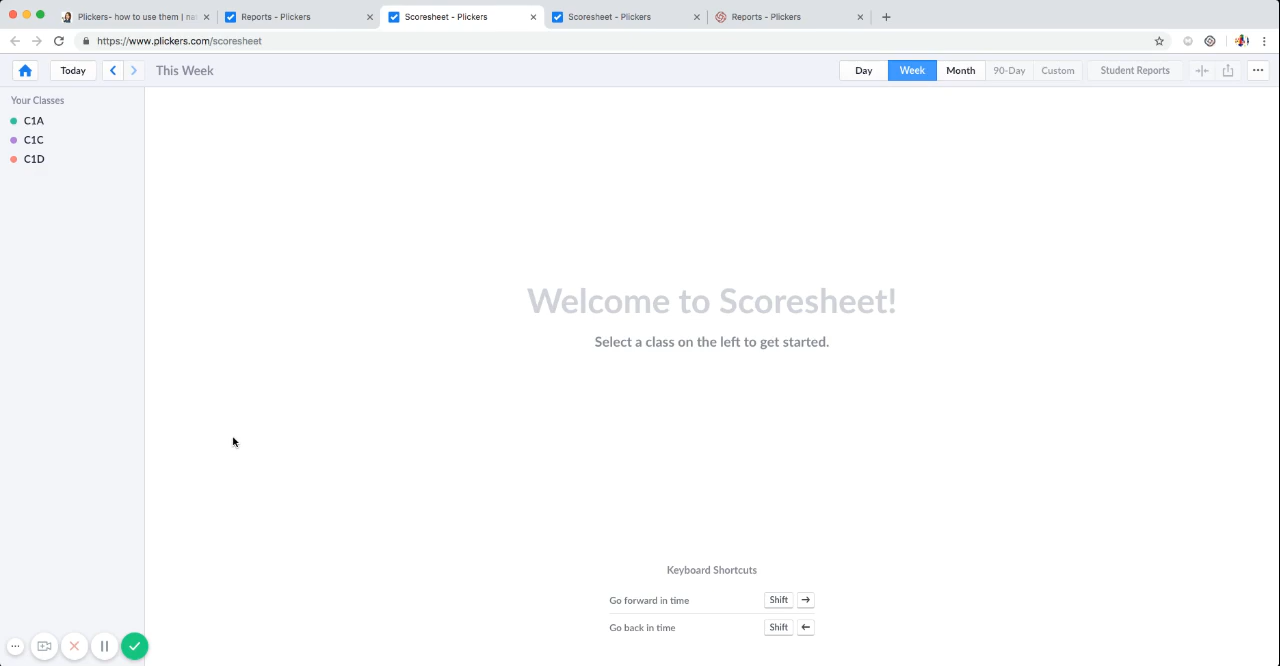 Plickers- how to use them | na
Reports - Plickers
Scoresheet - Plickers
Scoresheet - Plickers
Reports - Plickers
https://www.plickers.com/scoresheet
Today
This Week
Day
Week
Month
90-Day
Custom
Student Reports
Your Classes
C1A
C1C
C1D
Welcome to Scoresheet!
Select a class on the left to get started.
Keyboard Shortcuts
Go forward in time Shift →
Go back in time Shift ←